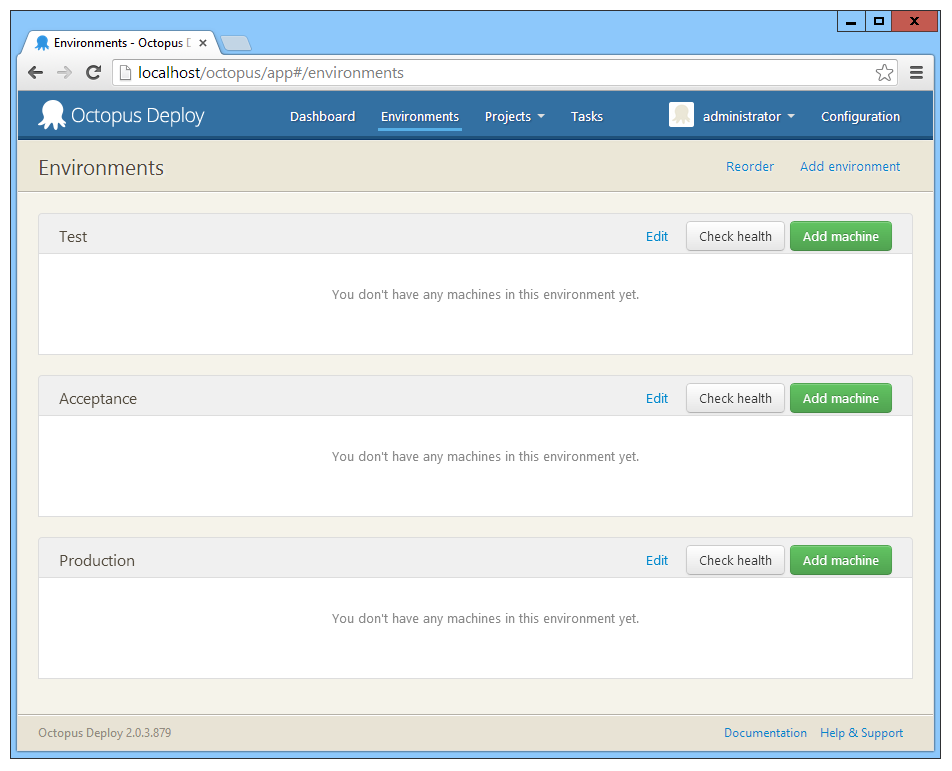 Environments - Octopus D
localhost/octopus/app#/environments
Octopus Deploy Dashboard Environments Projects Tasks administrator Configuration
Environments Reorder Add environment
Test Edit Check health Add machine
You don't have any machines in this environment yet.
Acceptance Edit Check health Add machine
You don't have any machines in this environment yet.
Production Edit Check health Add machine
You don't have any machines in this environment yet.
Octopus Deploy 2.0.3.879 Documentation Help & Support